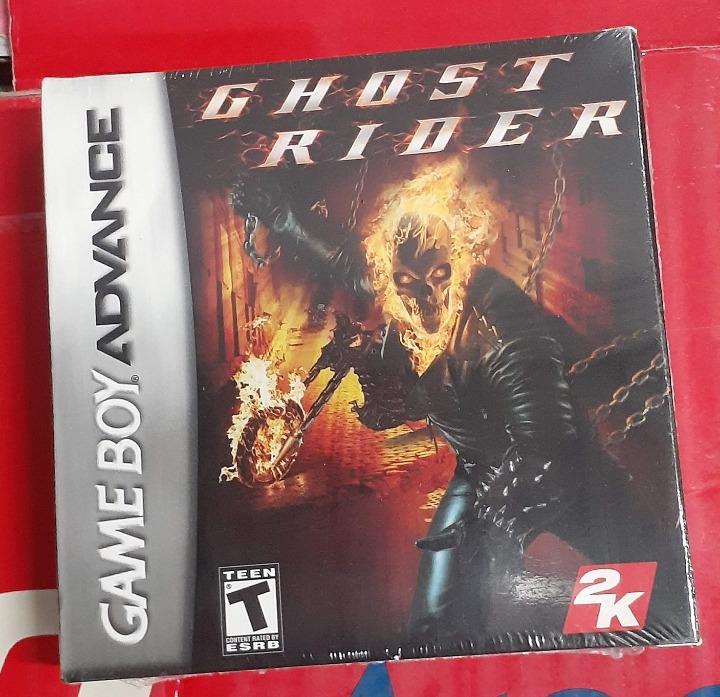 GHOST
RIDER
GAME BOY ADVANCE
TEEN
T
CONTENT RATED BY
ESRB
2K